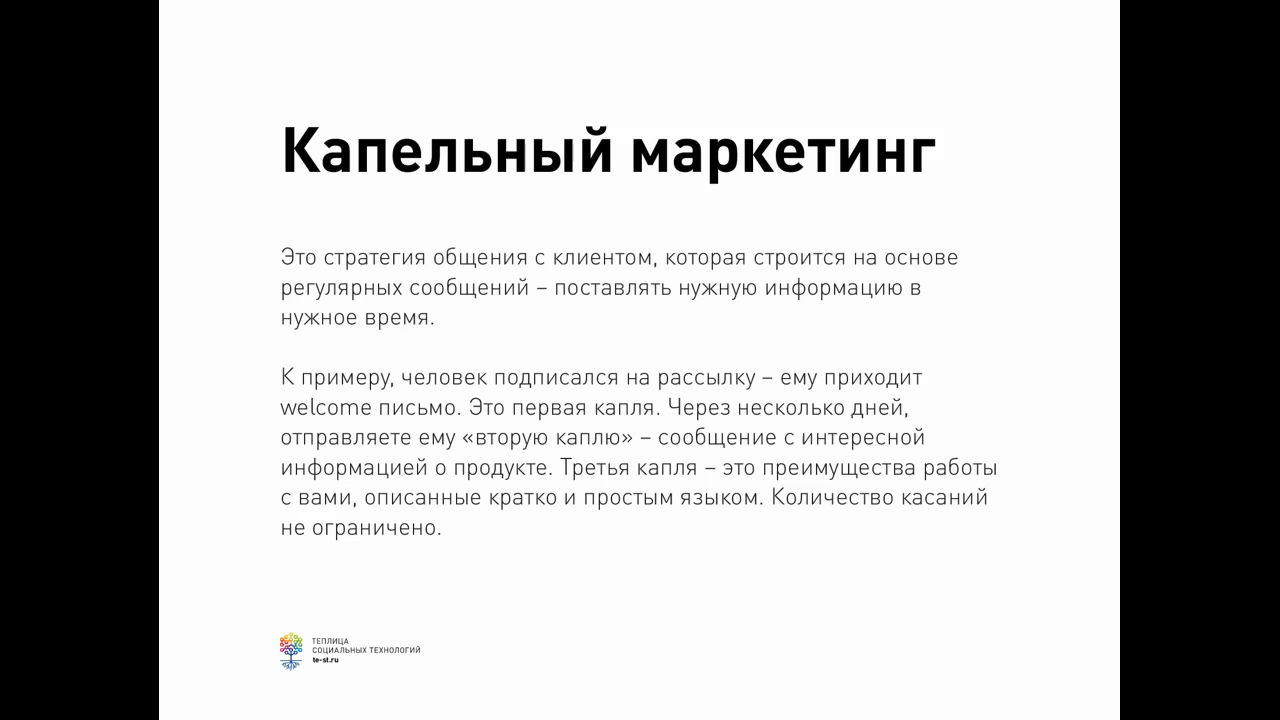 Капельный маркетинг
Это стратегия общения с клиентом, которая строится на основе
регулярных сообщений – поставлять нужную информацию в
нужное время.
К примеру, человек подписался на рассылку – ему приходит
welcome письмо. Это первая капля. Через несколько дней,
отправляете ему «вторую каплю» – сообщение с интересной
информацией о продукте. Третья капля – это преимущества работы
с вами, описанные кратко и простым языком. Количество касаний
не ограничено.
ТЕПЛИЦА
СОЦИАЛЬНЫХ ТЕХНОЛОГИЙ
te-st.ru